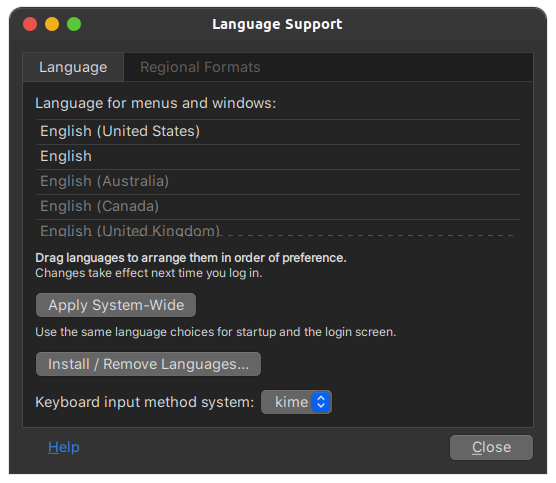 Language Support
Language
Regional Formats
Language for menus and windows:
English (United States)
English
English (Australia)
English (Canada)
English (United Kingdom)
Drag languages to arrange them in order of preference.
Changes take effect next time you log in.
Apply System-Wide
Use the same language choices for startup and the login screen.
Install / Remove Languages...
Keyboard input method system: kime
Help
Close